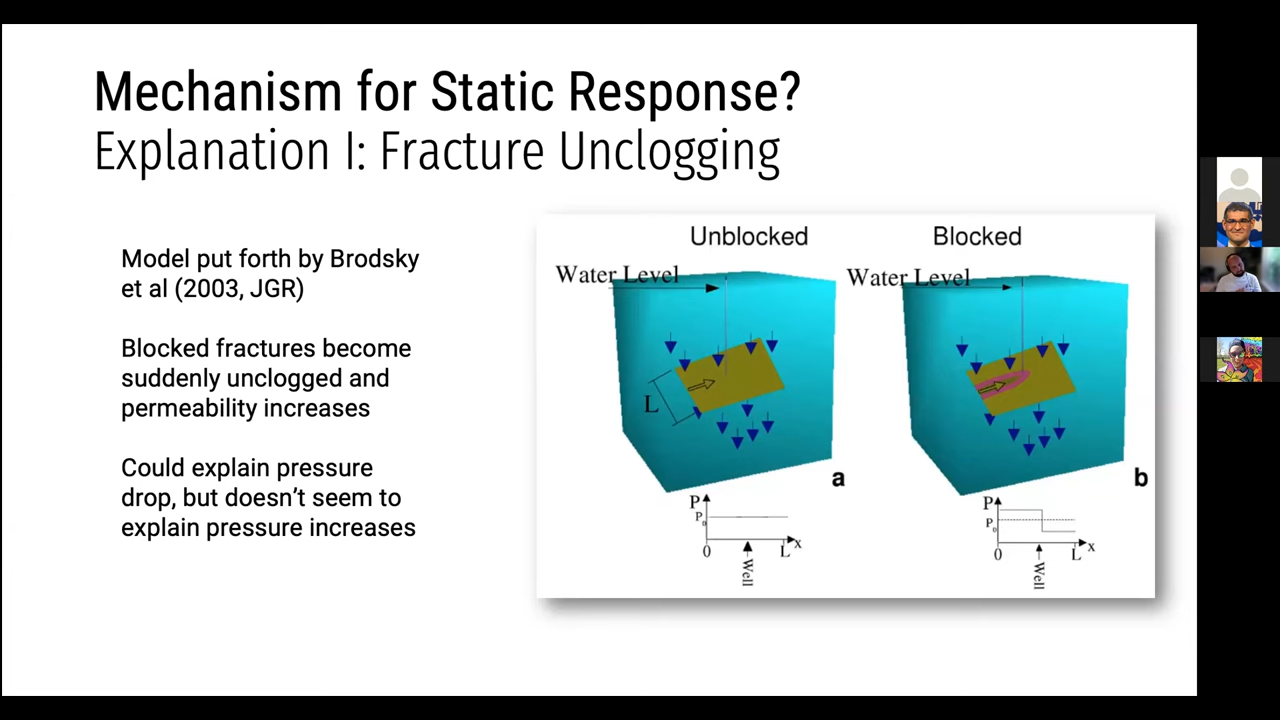 Mechanism for Static Response?
Explanation I: Fracture Unclogging
Model put forth by Brodsky
et al (2003, JGR)
Blocked fractures become
suddenly unclogged and
permeability increases
Could explain pressure
drop, but doesn’t seem to
explain pressure increases
Unblocked
Water Level
L
a
P
P₀
0
L
x
Well
Blocked
Water Level
b
P
P₀
0
L
x
Well